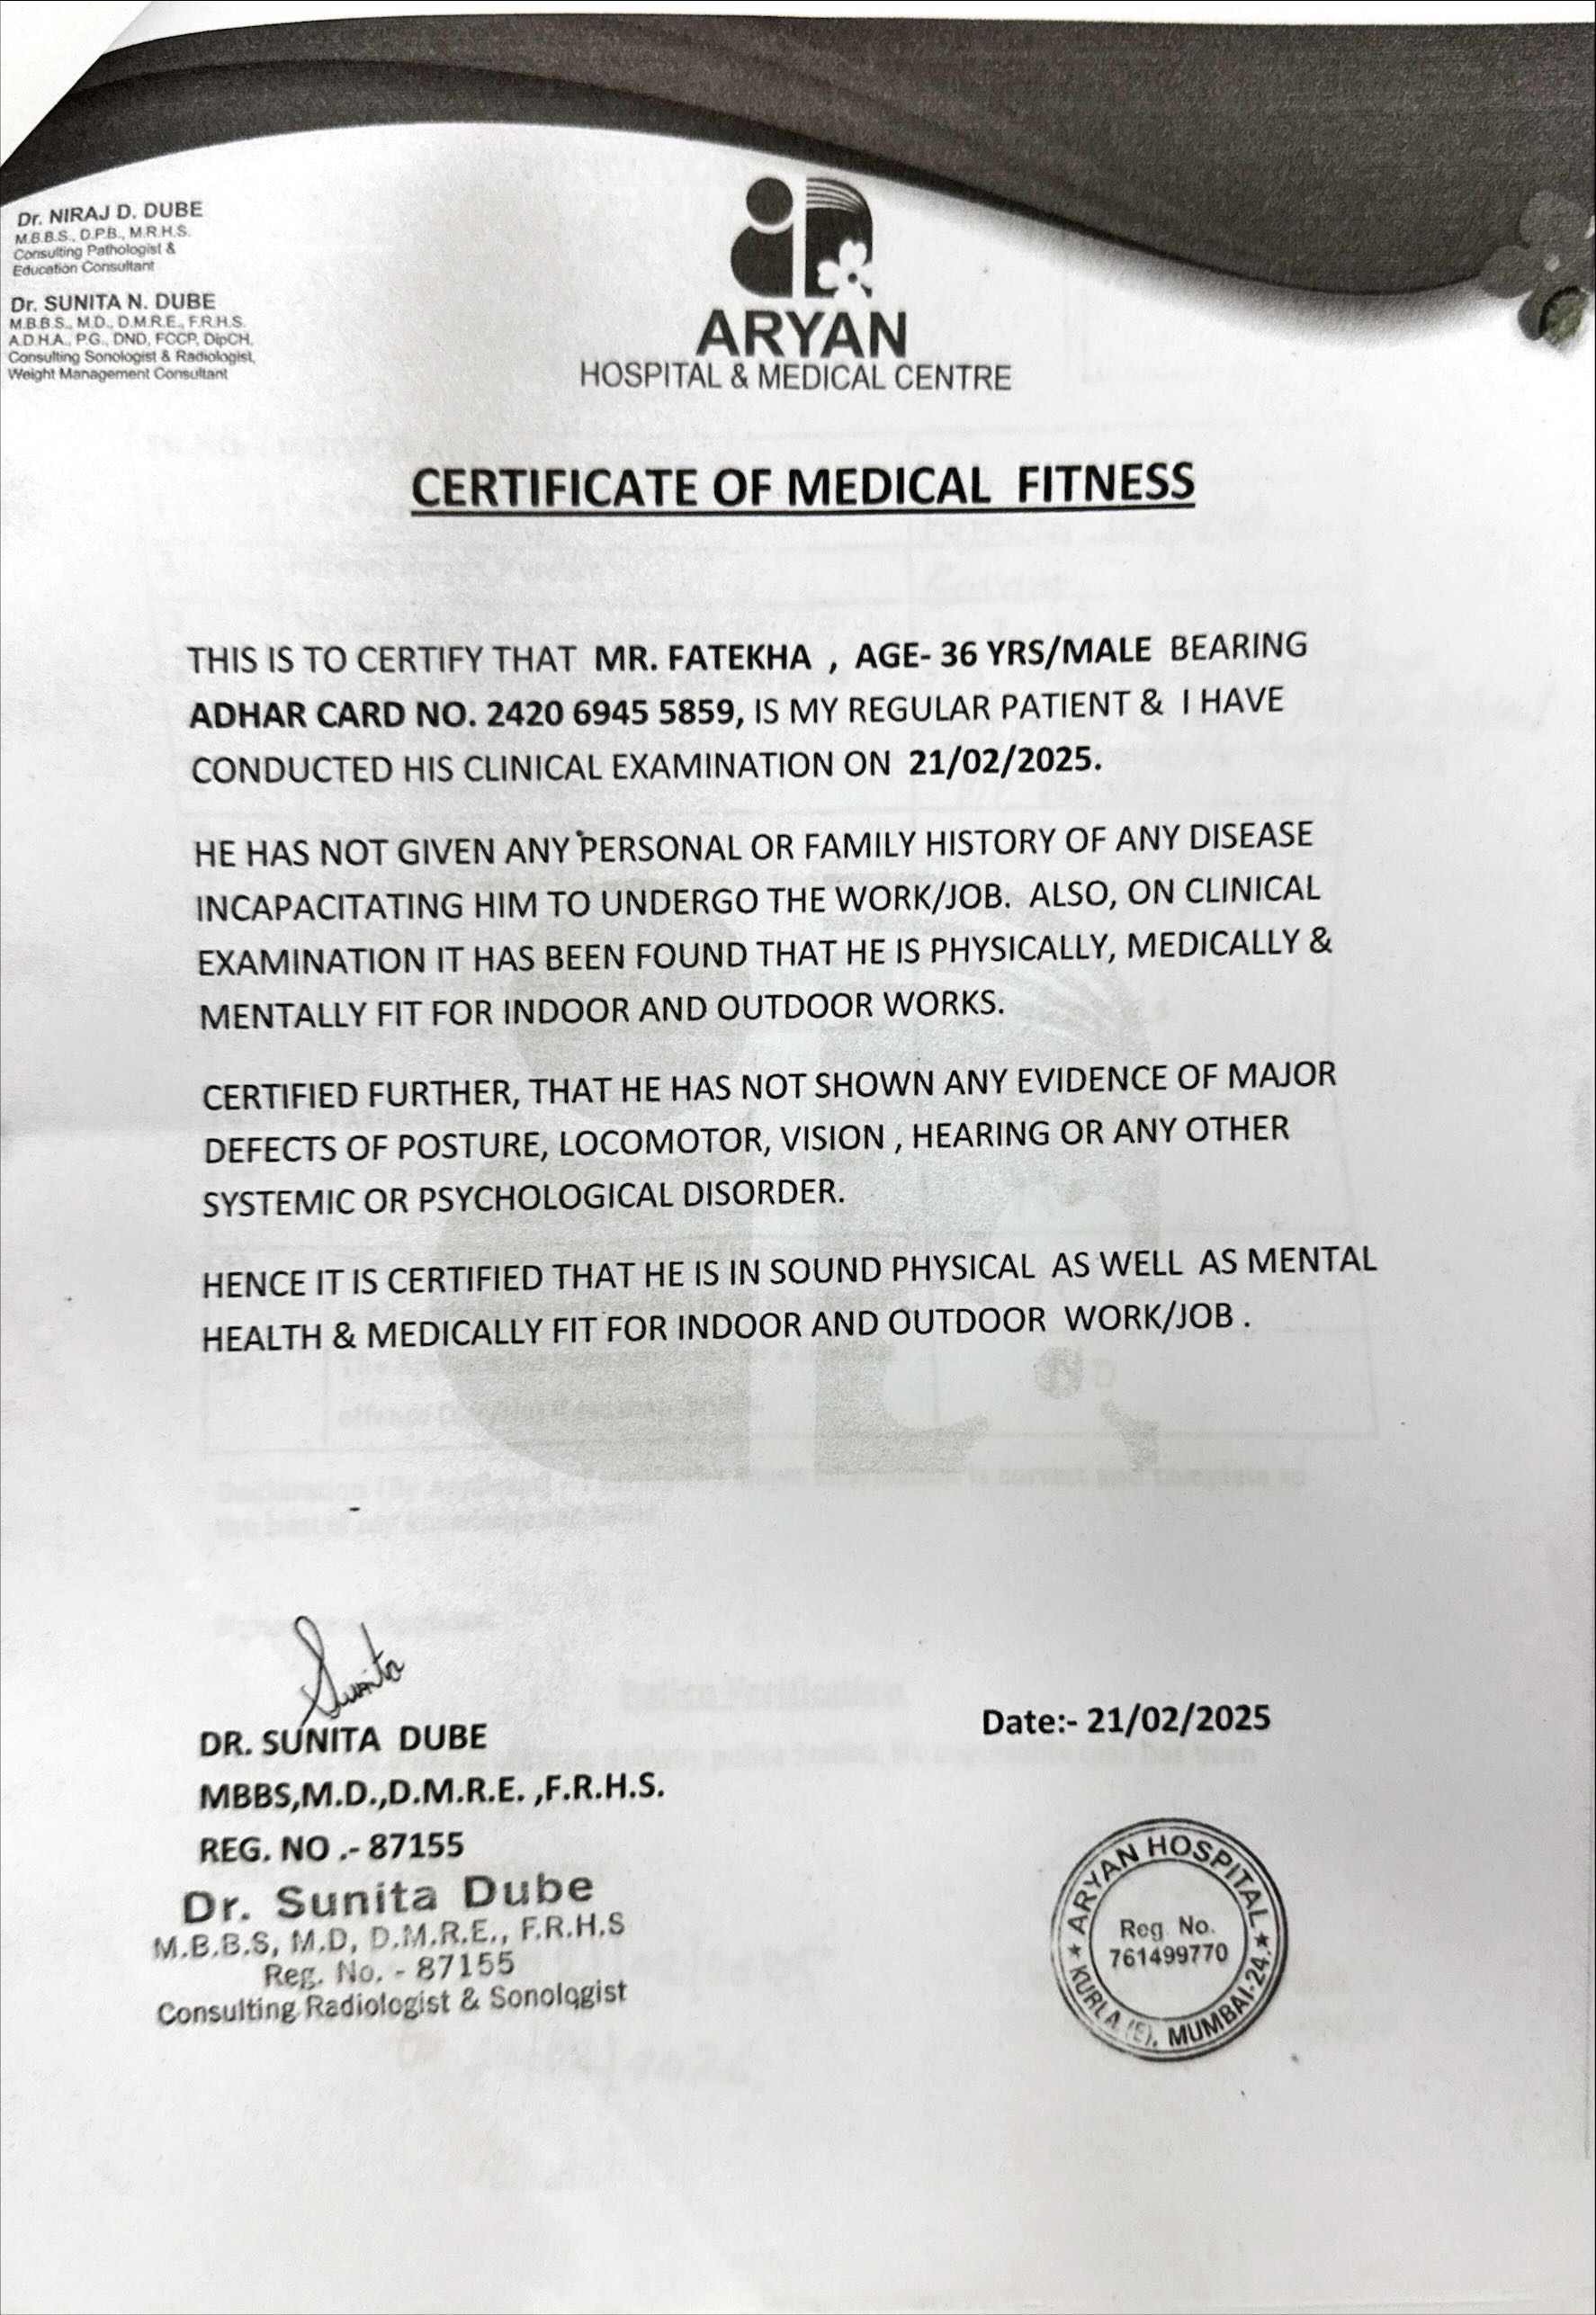 Dr. NIRAJ D. DUBE
M.B.B.S., D.P.B., M.R.H.S.
Consulting Pathologist &
Education Consultant
Dr. SUNITA N. DUBE
M.B.B.S., M.D., D.M.R.E., F.R.H.S.
A.D.H.A., P.G., DND, FCCP, DipCH,
Consulting Sonologist & Radiologist,
Weight Management Consultant
ARYAN
HOSPITAL & MEDICAL CENTRE
CERTIFICATE OF MEDICAL FITNESS
THIS IS TO CERTIFY THAT MR. FATEKHA , AGE- 36 YRS/MALE BEARING
ADHAR CARD NO. 2420 6945 5859, IS MY REGULAR PATIENT & I HAVE
CONDUCTED HIS CLINICAL EXAMINATION ON 21/02/2025.
HE HAS NOT GIVEN ANY PERSONAL OR FAMILY HISTORY OF ANY DISEASE
INCAPACITATING HIM TO UNDERGO THE WORK/JOB. ALSO, ON CLINICAL
EXAMINATION IT HAS BEEN FOUND THAT HE IS PHYSICALLY, MEDICALLY &
MENTALLY FIT FOR INDOOR AND OUTDOOR WORKS.
CERTIFIED FURTHER, THAT HE HAS NOT SHOWN ANY EVIDENCE OF MAJOR
DEFECTS OF POSTURE, LOCOMOTOR, VISION , HEARING OR ANY OTHER
SYSTEMIC OR PSYCHOLOGICAL DISORDER.
HENCE IT IS CERTIFIED THAT HE IS IN SOUND PHYSICAL AS WELL AS MENTAL
HEALTH & MEDICALLY FIT FOR INDOOR AND OUTDOOR WORK/JOB .
Sunita
DR. SUNITA DUBE
MBBS,M.D.,D.M.R.E. ,F.R.H.S.
REG. NO .- 87155
Dr. Sunita Dube
M.B.B.S, M.D, D.M.R.E., F.R.H.S
Reg. No. - 87155
Consulting Radiologist & Sonologist
Date:- 21/02/2025
ARYAN HOSPITAL
Reg. No.
761499770
KURLA (E), MUMBAI-24.